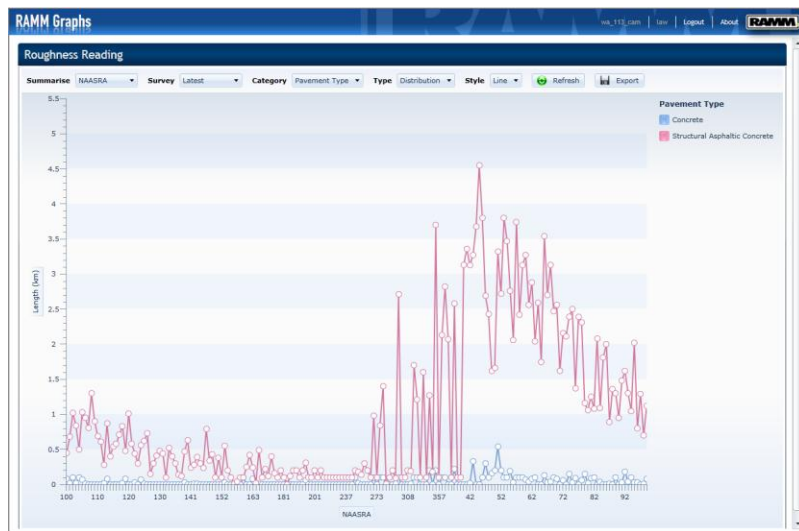 RAMM Graphs
wa_112_cam | law | Logout | About RAMM
Roughness Reading
Summarise NAASRA Survey Latest Category Pavement Type Type Distribution Style Line Refresh Export
Pavement Type
Concrete
Structural Asphaltic Concrete
Length (km)
5.5
5
4.5
4
3.5
3
2.5
2
1.5
1
0.5
0
100 110 120 130 141 152 163 181 201 237 273 308 357 42 52 62 72 82 92
NAASRA